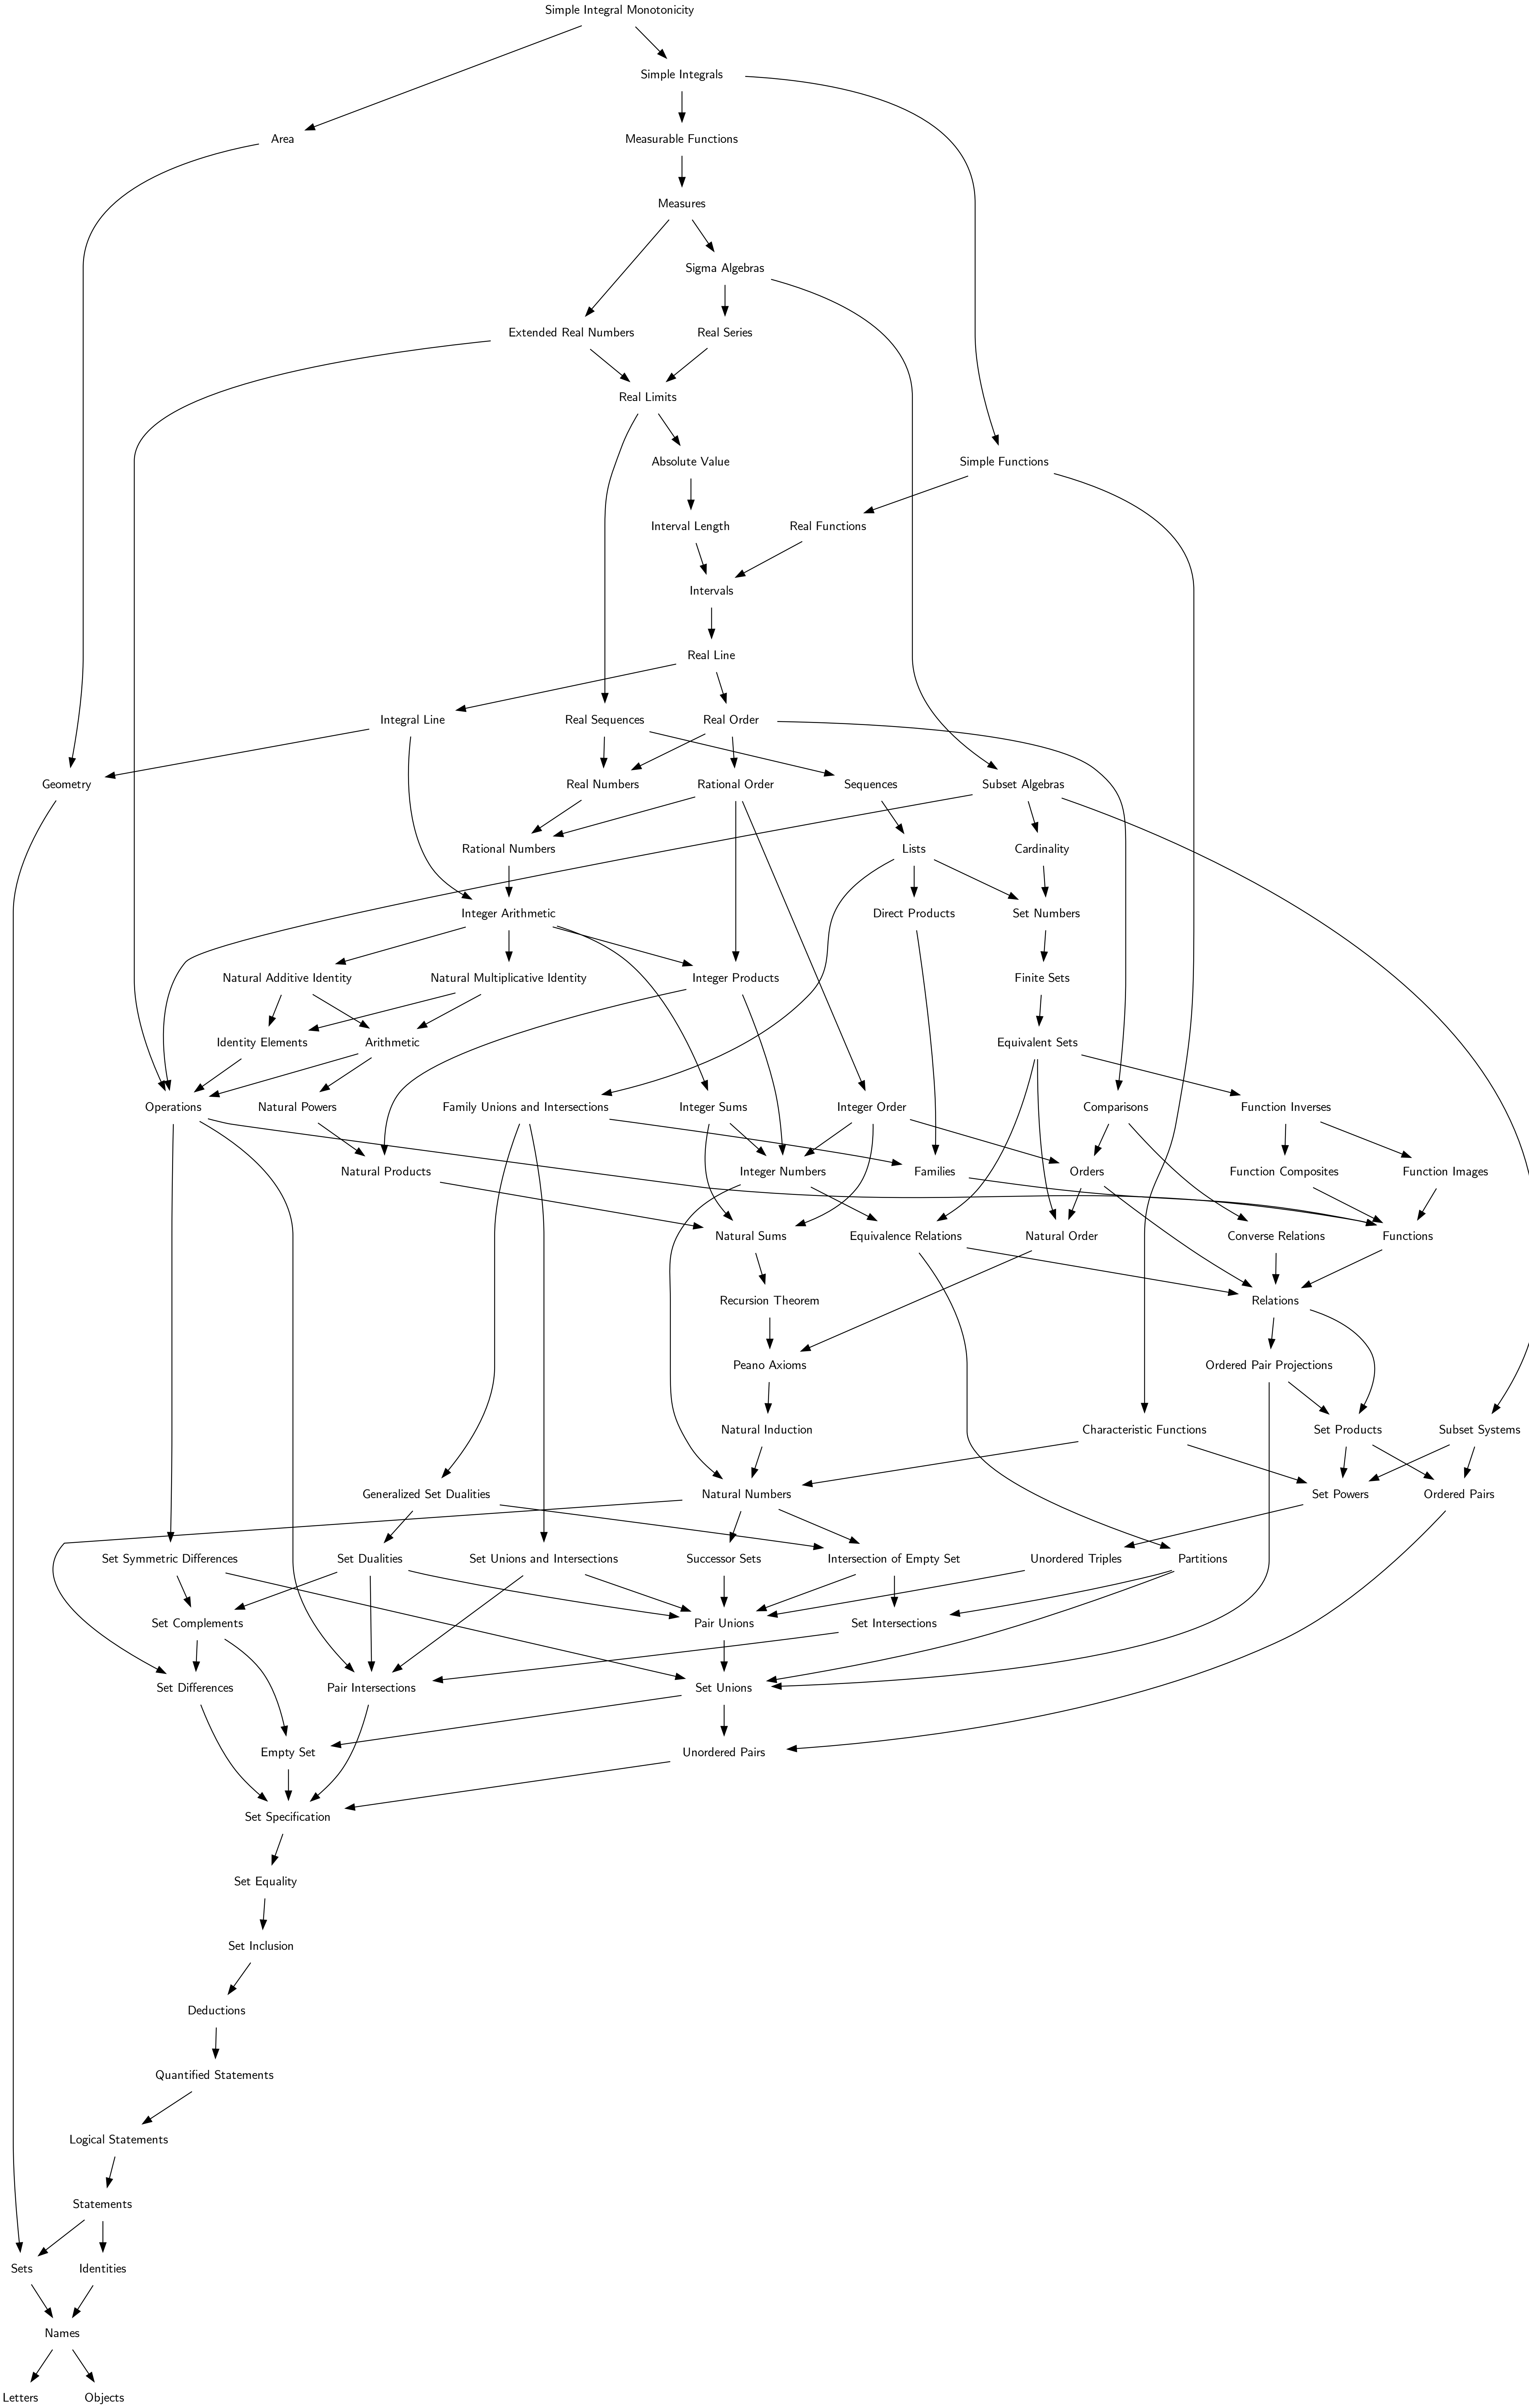 Simple Integral Monotonicity
Simple Integrals
Area
Measurable Functions
Measures
Sigma Algebras
Extended Real Numbers
Real Series
Real Limits
Absolute Value
Simple Functions
Interval Length
Real Functions
Intervals
Real Line
Integral Line
Real Sequences
Real Order
Geometry
Real Numbers
Rational Order
Sequences
Subset Algebras
Rational Numbers
Lists
Cardinality
Integer Arithmetic
Direct Products
Set Numbers
Natural Additive Identity
Natural Multiplicative Identity
Integer Products
Finite Sets
Identity Elements
Arithmetic
Equivalent Sets
Operations
Natural Powers
Family Unions and Intersections
Integer Sums
Integer Order
Comparisons
Function Inverses
Natural Products
Integer Numbers
Families
Orders
Function Composites
Function Images
Natural Sums
Equivalence Relations
Natural Order
Converse Relations
Functions
Recursion Theorem
Relations
Peano Axioms
Ordered Pair Projections
Natural Induction
Characteristic Functions
Set Products
Subset Systems
Generalized Set Dualities
Natural Numbers
Set Powers
Ordered Pairs
Set Symmetric Differences
Set Dualities
Set Unions and Intersections
Successor Sets
Intersection of Empty Set
Unordered Triples
Partitions
Set Complements
Pair Unions
Set Intersections
Set Differences
Pair Intersections
Set Unions
Empty Set
Unordered Pairs
Set Specification
Set Equality
Set Inclusion
Deductions
Quantified Statements
Logical Statements
Statements
Sets
Identities
Names
Letters
Objects